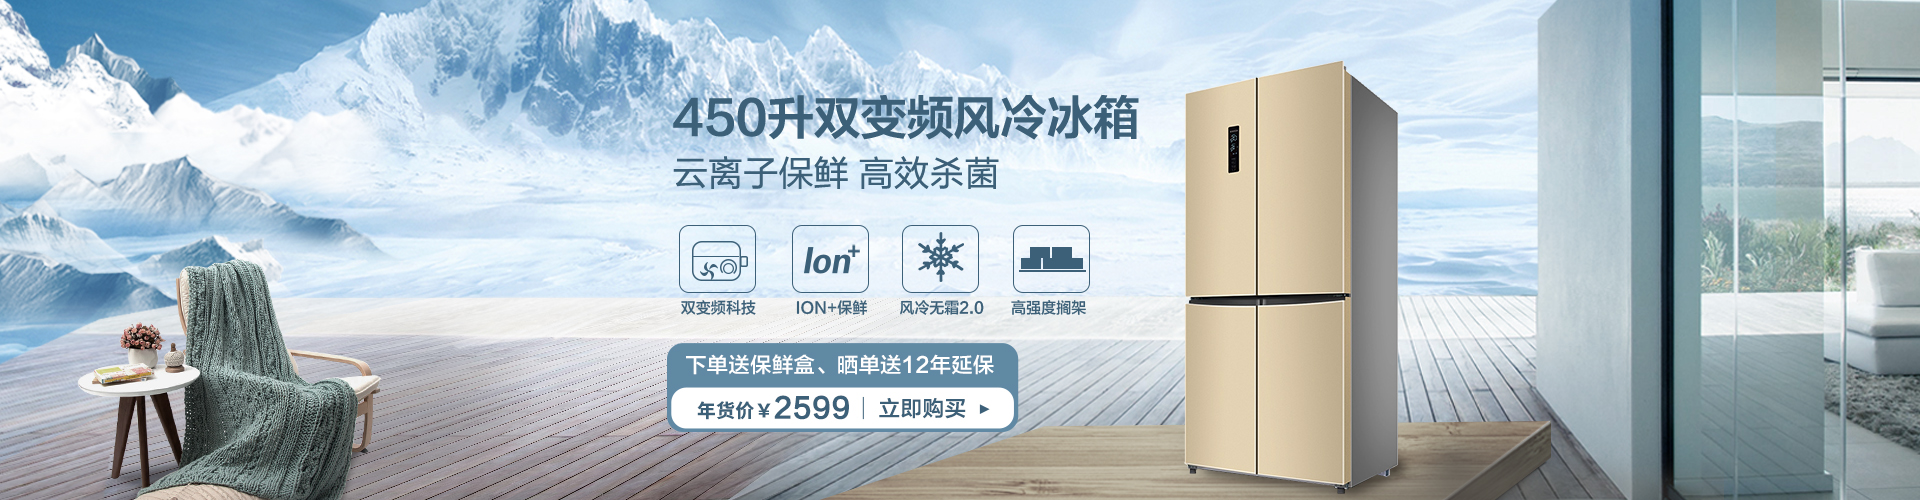 450升双变频风冷冰箱
云离子保鲜 高效杀菌
Ion+
双变频科技 ION+保鲜 风冷无霜2.0 高强度搁架
下单送保鲜盒、晒单送12年延保
年货价￥2599 | 立即购买 ▶